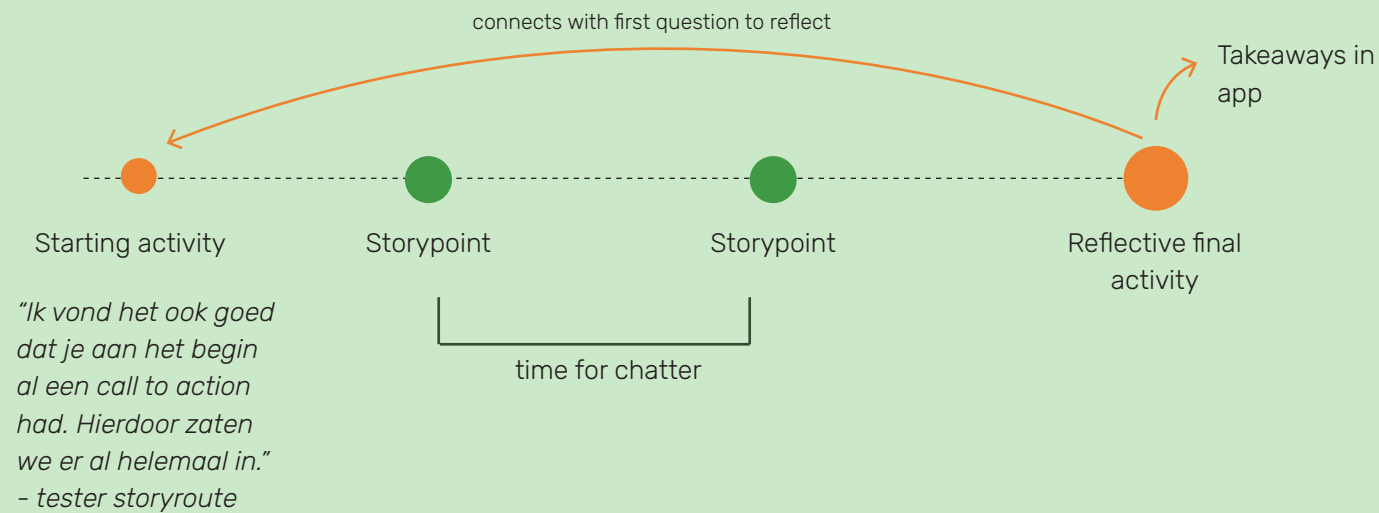 connects with first question to reflect
Takeaways in
app
Starting activity
Storypoint
Storypoint
Reflective final
activity
“Ik vond het ook goed
dat je aan het begin
al een call to action
had. Hierdoor zaten
we er al helemaal in.”
- tester storyroute
time for chatter